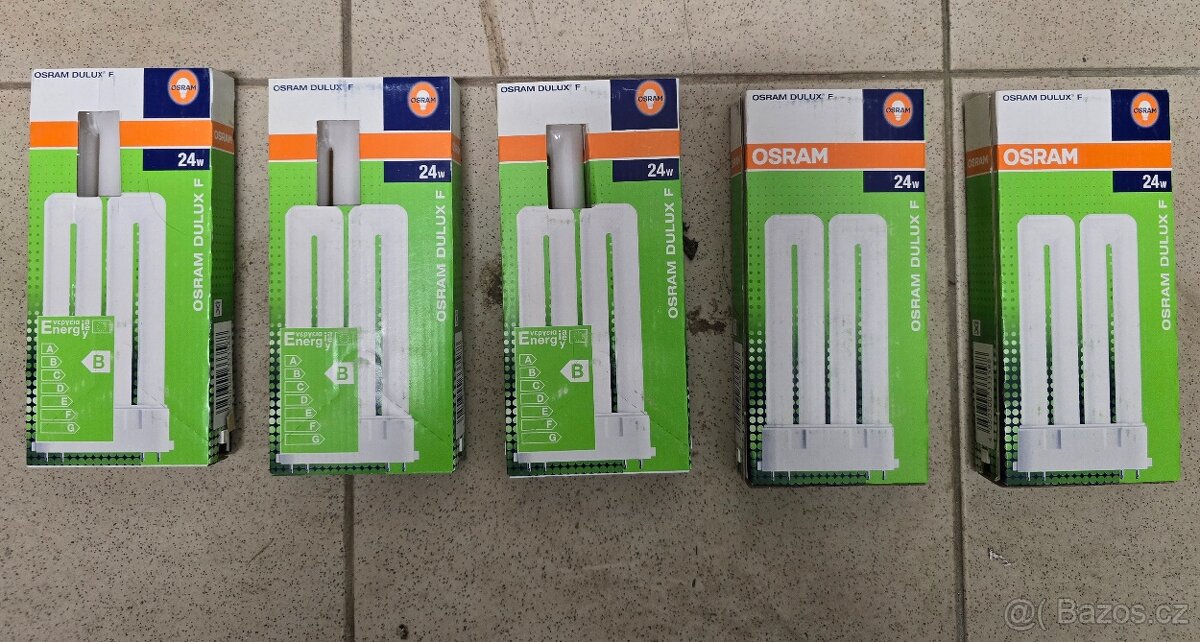 OSRAM DULUX® F
OSRAM
24w
OSRAM DULUX F
Energy
A
B
C
D
E
F
G
B
OSRAM DULUX® F
OSRAM
24w
OSRAM DULUX F
Energy
A
B
C
D
E
F
G
B
OSRAM DULUX® F
OSRAM
24w
OSRAM DULUX F
Energy
A
B
C
D
E
F
G
B
OSRAM DULUX® F
OSRAM
OSRAM
24w
OSRAM DULUX F
OSRAM DULUX® F
OSRAM
OSRAM
24w
OSRAM DULUX F
Bazos.cz